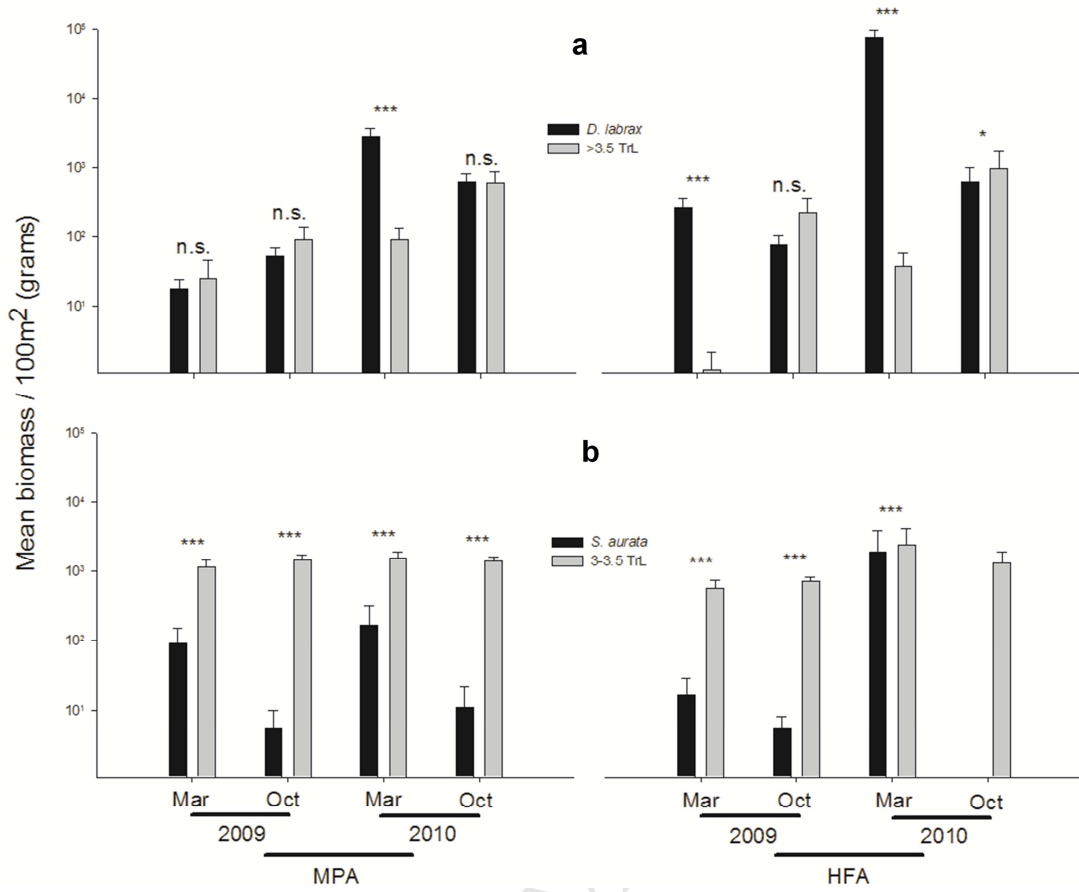 a
10⁵
10⁴
10³
10²
10¹
Mean biomass / 100m² (grams)
n.s.
n.s.
***
n.s.
D. labrax
>3.5 TrL
***
n.s.
***
*
b
10⁵
10⁴
10³
10²
10¹
***
***
***
***
S. aurata
3-3.5 TrL
***
***
***
Mar Oct Mar Oct Mar Oct Mar Oct
2009 2010 2009 2010
MPA HFA